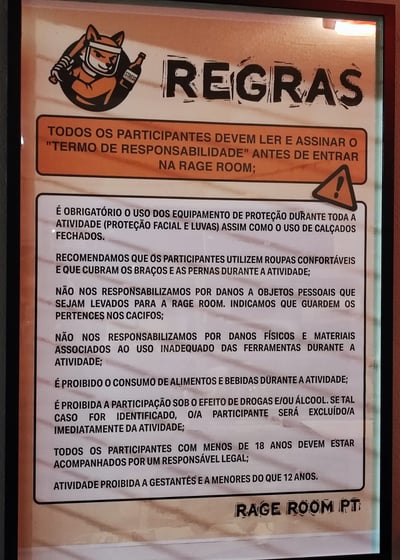 REGRAS
TODOS OS PARTICIPANTES DEVEM LER E ASSINAR O
"TERMO DE RESPONSABILIDADE" ANTES DE ENTRAR
NA RAGE ROOM;
É OBRIGATÓRIO O USO DOS EQUIPAMENTO DE PROTEÇÃO DURANTE TODA A
ATIVIDADE (PROTEÇÃO FACIAL E LUVAS) ASSIM COMO O USO DE CALÇADOS
FECHADOS.
RECOMENDAMOS QUE OS PARTICIPANTES UTILIZEM ROUPAS CONFORTÁVEIS
E QUE CUBRAM OS BRAÇOS E AS PERNAS DURANTE A ATIVIDADE;
NÃO NOS RESPONSABILIZAMOS POR DANOS A OBJETOS PESSOAIS QUE
SEJAM LEVADOS PARA A RAGE ROOM. INDICAMOS QUE GUARDEM OS
PERTENCES NOS CACIFOS;
NÃO NOS RESPONSABILIZAMOS POR DANOS FÍSICOS E MATERIAIS
ASSOCIADOS AO USO INADEQUADO DAS FERRAMENTAS DURANTE A
ATIVIDADE;
É PROIBIDO O CONSUMO DE ALIMENTOS E BEBIDAS DURANTE A ATIVIDADE;
É PROIBIDA A PARTICIPAÇÃO SOB O EFEITO DE DROGAS E/OU ÁLCOOL. SE TAL
CASO FOR IDENTIFICADO, O/A PARTICIPANTE SERÁ EXCLUÍDO/A
IMEDIATAMENTE DA ATIVIDADE;
TODOS OS PARTICIPANTES COM MENOS DE 18 ANOS DEVEM ESTAR
ACOMPANHADOS POR UM RESPONSÁVEL LEGAL;
ATIVIDADE PROIBIDA A GESTANTES E A MENORES DO QUE 12 ANOS.
RAGE ROOM PT